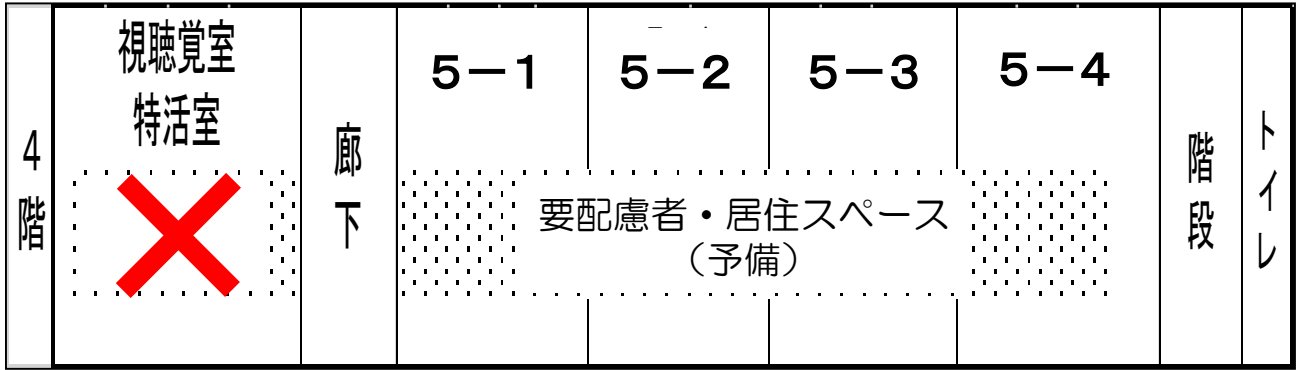 4階
視聴覚室
特活室
廊下
5－1
5－2
5－3
5－4
要配慮者・居住スペース
（予備）
階段
トイレ